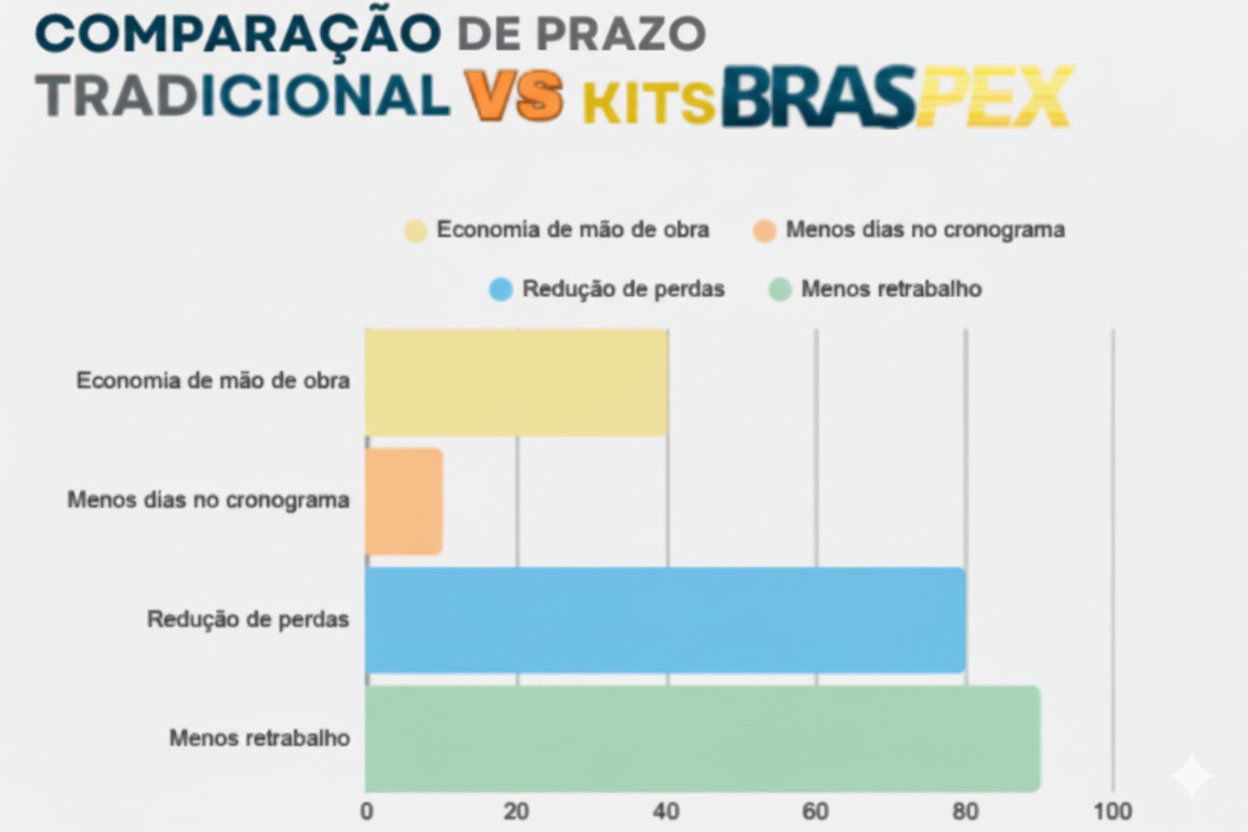 COMPARAÇÃO DE PRAZO
TRADICIONAL VS KITS BRASPEX
Economia de mão de obra
Menos dias no cronograma
Redução de perdas
Menos retrabalho
Economia de mão de obra
Menos dias no cronograma
Redução de perdas
Menos retrabalho
0 20 40 60 80 100